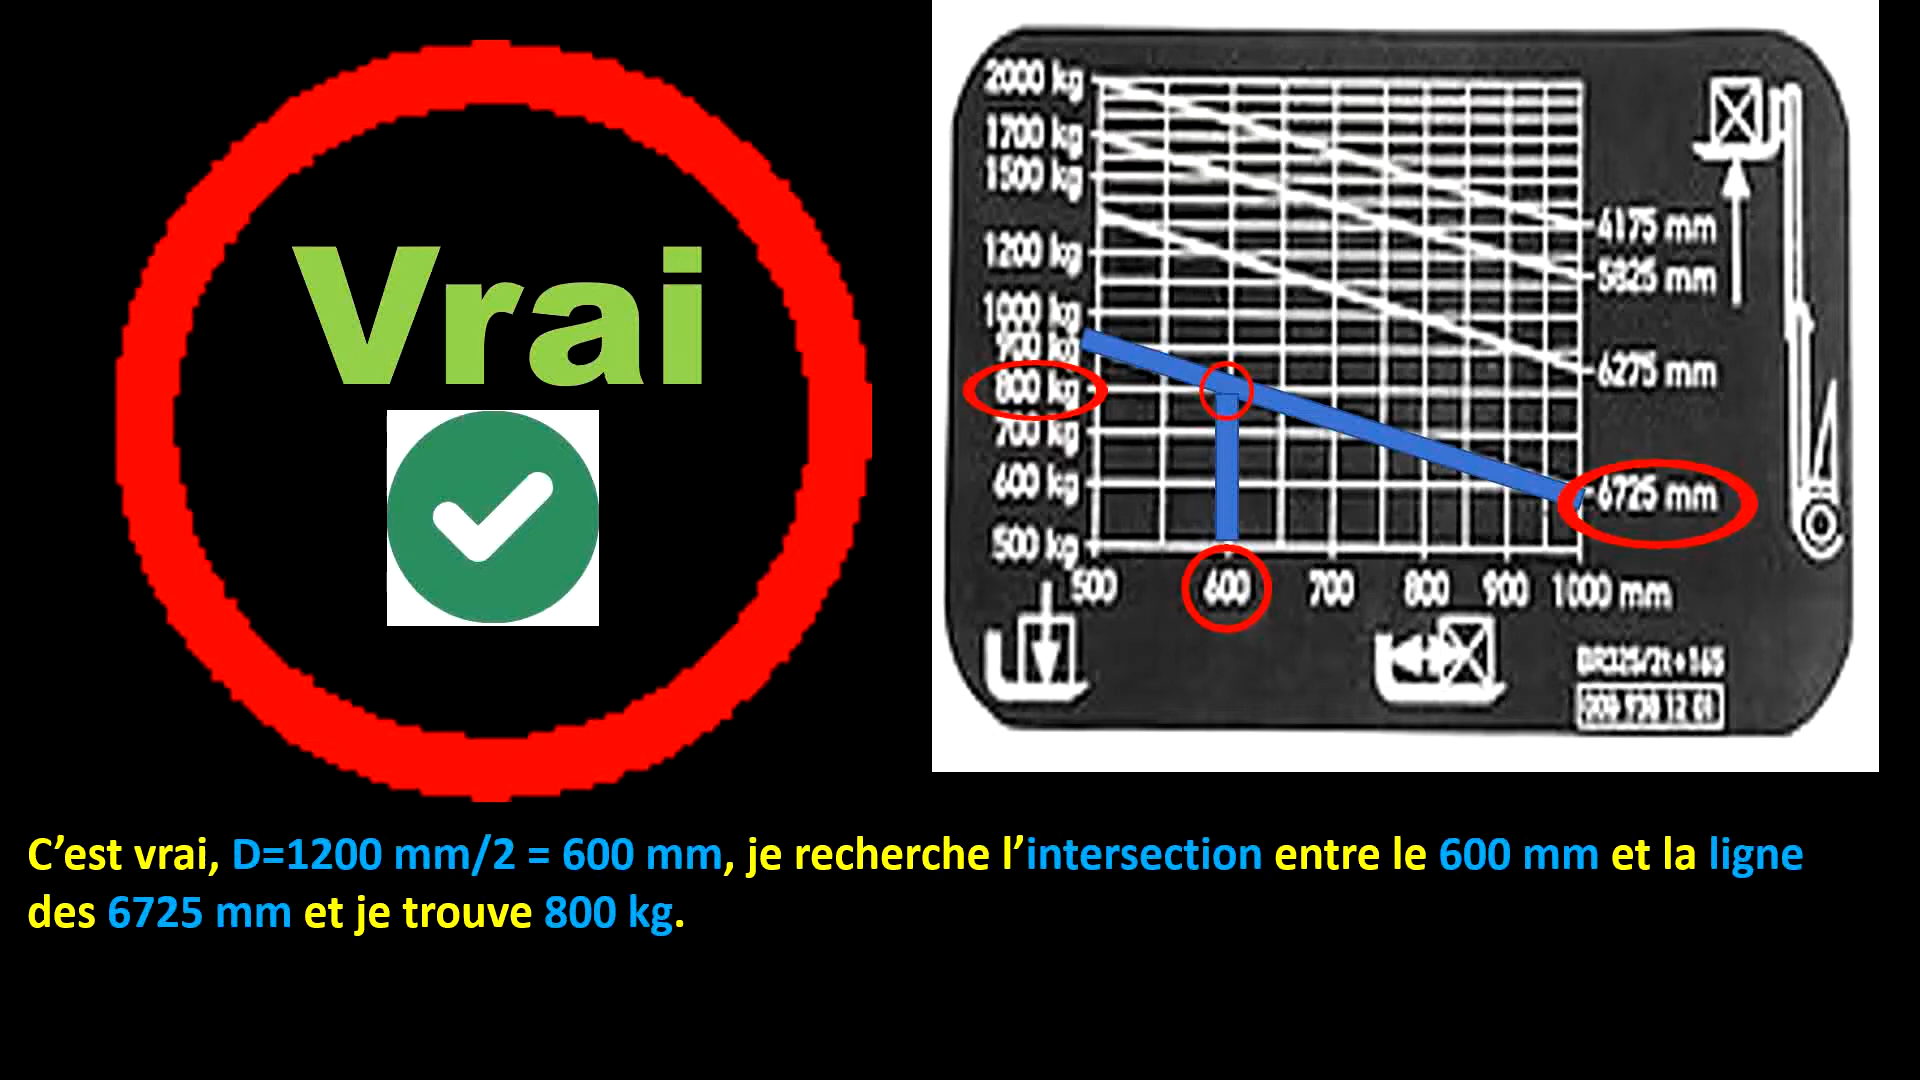 Vrai
2000 kg
1700 kg
1500 kg
1200 kg
1000 kg
900 kg
800 kg
700 kg
600 kg
500 kg
4175 mm
5825 mm
6275 mm
6725 mm
500 600 700 800 900 1000 mm
C’est vrai, D=1200 mm/2 = 600 mm, je recherche l’intersection entre le 600 mm et la ligne
des 6725 mm et je trouve 800 kg.